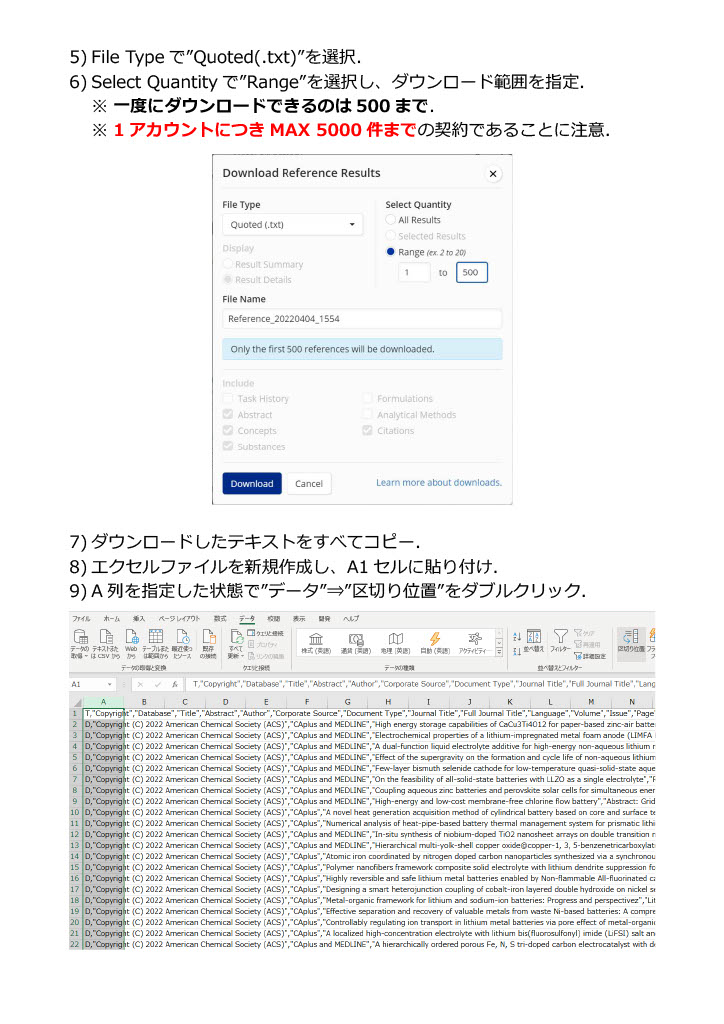 5) File Type で”Quoted(.txt)”を選択.
6) Select Quantity で”Range”を選択し、ダウンロード範囲を指定.
※ 一度にダウンロードできるのは 500 まで.
※ 1 アカウントにつき MAX 5000 件までの契約であることに注意.
Download Reference Results
File Type
Quoted (.txt)
Display
Result Summary
Result Details
Select Quantity
All Results
Selected Results
Range (ex. 2 to 20)
1 to 500
File Name
Reference_20220404_1554
Only the first 500 references will be downloaded.
Include
Task History
Abstract
Concepts
Substances
Formulations
Analytical Methods
Citations
Download Cancel Learn more about downloads.
7) ダウンロードしたテキストをすべてコピー.
8) エクセルファイルを新規作成し、A1 セルに貼り付け.
9) A 列を指定した状態で”データ”⇒”区切り位置”をダブルクリック.
ファイル ホーム 挿入 ページ レイアウト 数式 データ 校閲 表示 開発 ヘルプ
データの取得 テキストまたは CSV から Web から テーブルまたは範囲から 最近使ったソース 既存の接続 すべて更新 クエリと接続 プロパティ リンクの編集 株式 (英語) 通貨 (英語) 地理 (英語) 自動 (英語) アクティビティ… 並べ替え フィルター クリア 再適用 詳細設定 区切り位置
データの取得と変換 クエリと接続 データの種類 並べ替えとフィルター
A1 fx T,"Copyright","Database","Title","Abstract","Author","Corporate Source","Document Type","Journal Title","Full Journal Title","Lang
A B C D E F G H I J K L M N
1 T,"Copyright","Database","Title","Abstract","Author","Corporate Source","Document Type","Journal Title","Full Journal Title","Language","Volume","Issue","Page
2 D,"Copyright (C) 2022 American Chemical Society (ACS)","CAplus and MEDLINE","High energy storage capabilities of CaCu3Ti4O12 for paper-based zinc-air batte
3 D,"Copyright (C) 2022 American Chemical Society (ACS)","CAplus and MEDLINE","Electrochemical properties of a lithium-impregnated metal foam anode (LIMFA
4 D,"Copyright (C) 2022 American Chemical Society (ACS)","CAplus and MEDLINE","A dual-function liquid electrolyte additive for high-energy non-aqueous lithium
5 D,"Copyright (C) 2022 American Chemical Society (ACS)","CAplus and MEDLINE","Effect of the supergravity on the formation and cycle life of non-aqueous lithium
6 D,"Copyright (C) 2022 American Chemical Society (ACS)","CAplus and MEDLINE","Few-layer bismuth selenide cathode for low-temperature quasi-solid-state aque
7 D,"Copyright (C) 2022 American Chemical Society (ACS)","CAplus and MEDLINE","On the feasibility of all-solid-state batteries with LLZO as a single electrolyte","
8 D,"Copyright (C) 2022 American Chemical Society (ACS)","CAplus and MEDLINE","Coupling aqueous zinc batteries and perovskite solar cells for simultaneous ener
9 D,"Copyright (C) 2022 American Chemical Society (ACS)","CAplus and MEDLINE","High-energy and low-cost membrane-free chlorine flow battery","Abstract: Grid
10 D,"Copyright (C) 2022 American Chemical Society (ACS)","CAplus","A novel heat generation acquisition method of cylindrical battery based on core and surface te
11 D,"Copyright (C) 2022 American Chemical Society (ACS)","CAplus","Numerical analysis of heat-pipe-based battery thermal management system for prismatic lithi
12 D,"Copyright (C) 2022 American Chemical Society (ACS)","CAplus and MEDLINE","In-situ synthesis of niobium-doped TiO2 nanosheet arrays on double transition
13 D,"Copyright (C) 2022 American Chemical Society (ACS)","CAplus and MEDLINE","Hierarchical multi-yolk-shell copper oxide@copper-1, 3, 5-benzenetricarboxylat
14 D,"Copyright (C) 2022 American Chemical Society (ACS)","CAplus","Atomic iron coordinated by nitrogen doped carbon nanoparticles synthesized via a synchronou
15 D,"Copyright (C) 2022 American Chemical Society (ACS)","CAplus","Polymer nanofibers framework composite solid electrolyte with lithium dendrite suppression fo
16 D,"Copyright (C) 2022 American Chemical Society (ACS)","CAplus","Highly reversible and safe lithium metal batteries enabled by Non-flammable All-fluorinated ca
17 D,"Copyright (C) 2022 American Chemical Society (ACS)","CAplus","Designing a smart heterojunction coupling of cobalt-iron layered double hydroxide on nickel s
18 D,"Copyright (C) 2022 American Chemical Society (ACS)","CAplus","Metal-organic framework for lithium and sodium-ion batteries: Progress and perspectivez","Lit
19 D,"Copyright (C) 2022 American Chemical Society (ACS)","CAplus","Effective separation and recovery of valuable metals from waste Ni-based batteries: A compre
20 D,"Copyright (C) 2022 American Chemical Society (ACS)","CAplus","Controllably regulating ion transport in lithium metal batteries via pore effect of metal-organi
21 D,"Copyright (C) 2022 American Chemical Society (ACS)","CAplus","A localized high-concentration electrolyte with lithium bis(fluorosulfonyl) imide (LiFSI) salt an
22 D,"Copyright (C) 2022 American Chemical Society (ACS)","CAplus and MEDLINE","A hierarchically ordered porous Fe, N, S tri-doped carbon electrocatalyst with d